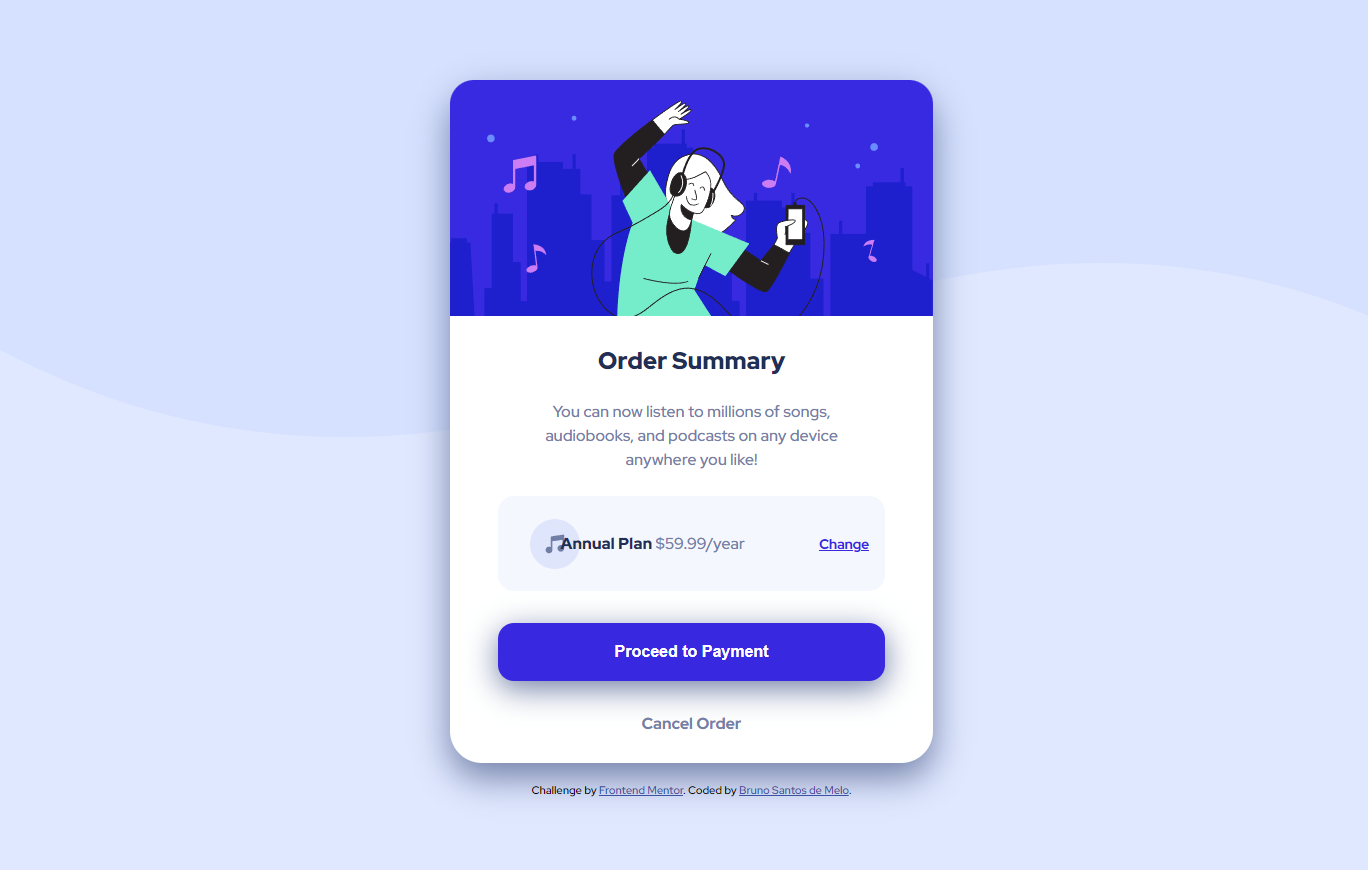 Order Summary
You can now listen to millions of songs,
audiobooks, and podcasts on any device
anywhere you like!
Annual Plan $59.99/year Change
Proceed to Payment
Cancel Order
Challenge by Frontend Mentor. Coded by Bruno Santos de Melo.